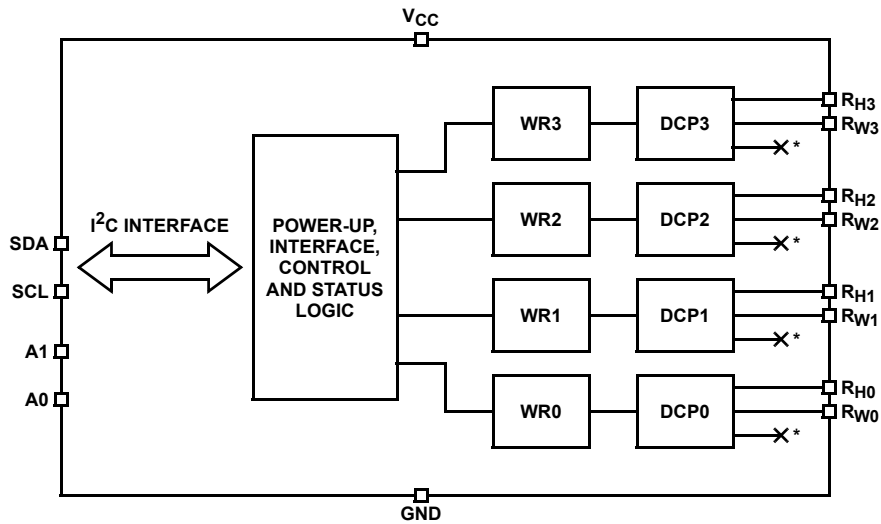 VCC
RH3
WR3
DCP3
RW3
*
RH2
I2C INTERFACE
POWER-UP,
INTERFACE,
CONTROL
AND STATUS
LOGIC
WR2
DCP2
RW2
SDA
*
SCL
RH1
WR1
DCP1
RW1
A1
*
A0
RH0
WR0
DCP0
RW0
*
GND